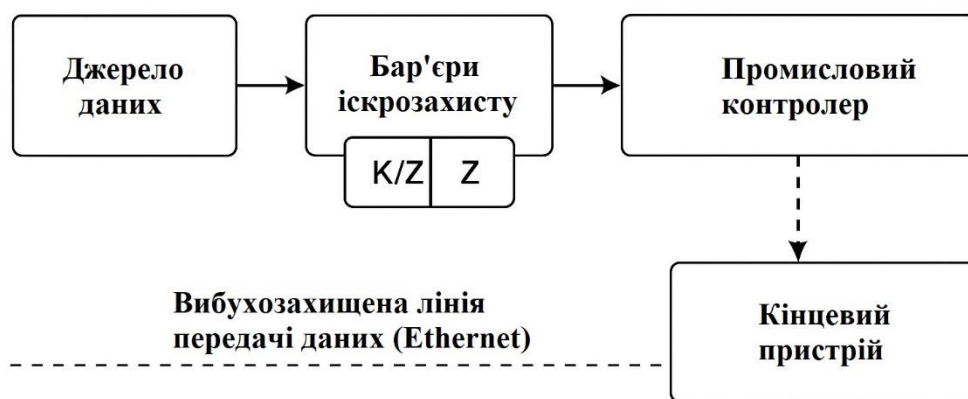 Джерело
даних
Бар'єри
іскрозахисту
K/Z
Z
Промисловий
контролер
Вибухозахищена лінія
передачі даних (Ethernet)
Кінцевий
пристрій